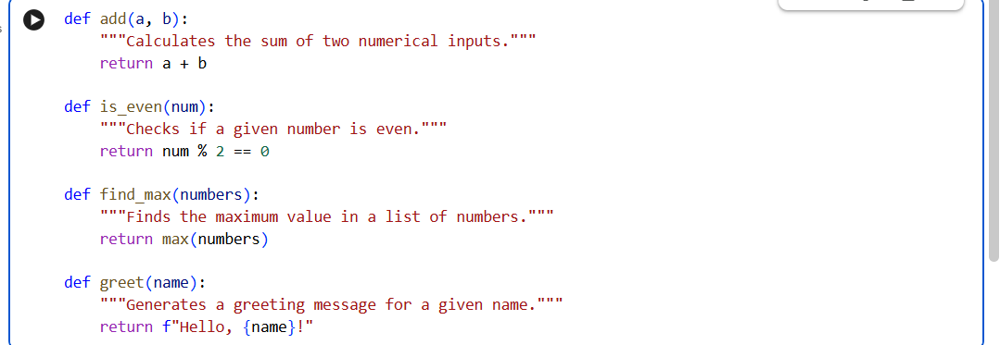 def add(a, b):
    """Calculates the sum of two numerical inputs."""
    return a + b

def is_even(num):
    """Checks if a given number is even."""
    return num % 2 == 0

def find_max(numbers):
    """Finds the maximum value in a list of numbers."""
    return max(numbers)

def greet(name):
    """Generates a greeting message for a given name."""
    return f"Hello, {name}!"